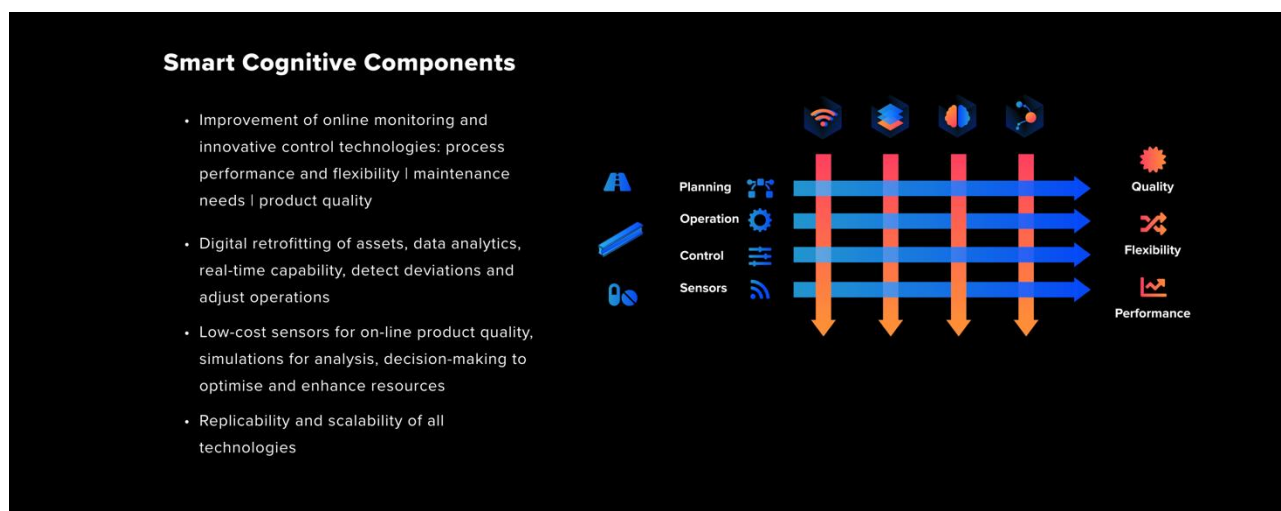 Smart Cognitive Components
• Improvement of online monitoring and
innovative control technologies: process
performance and flexibility | maintenance
needs | product quality
• Digital retrofitting of assets, data analytics,
real-time capability, detect deviations and
adjust operations
• Low-cost sensors for on-line product quality,
simulations for analysis, decision-making to
optimise and enhance resources
• Replicability and scalability of all
technologies
Planning
Operation
Control
Sensors
Quality
Flexibility
Performance